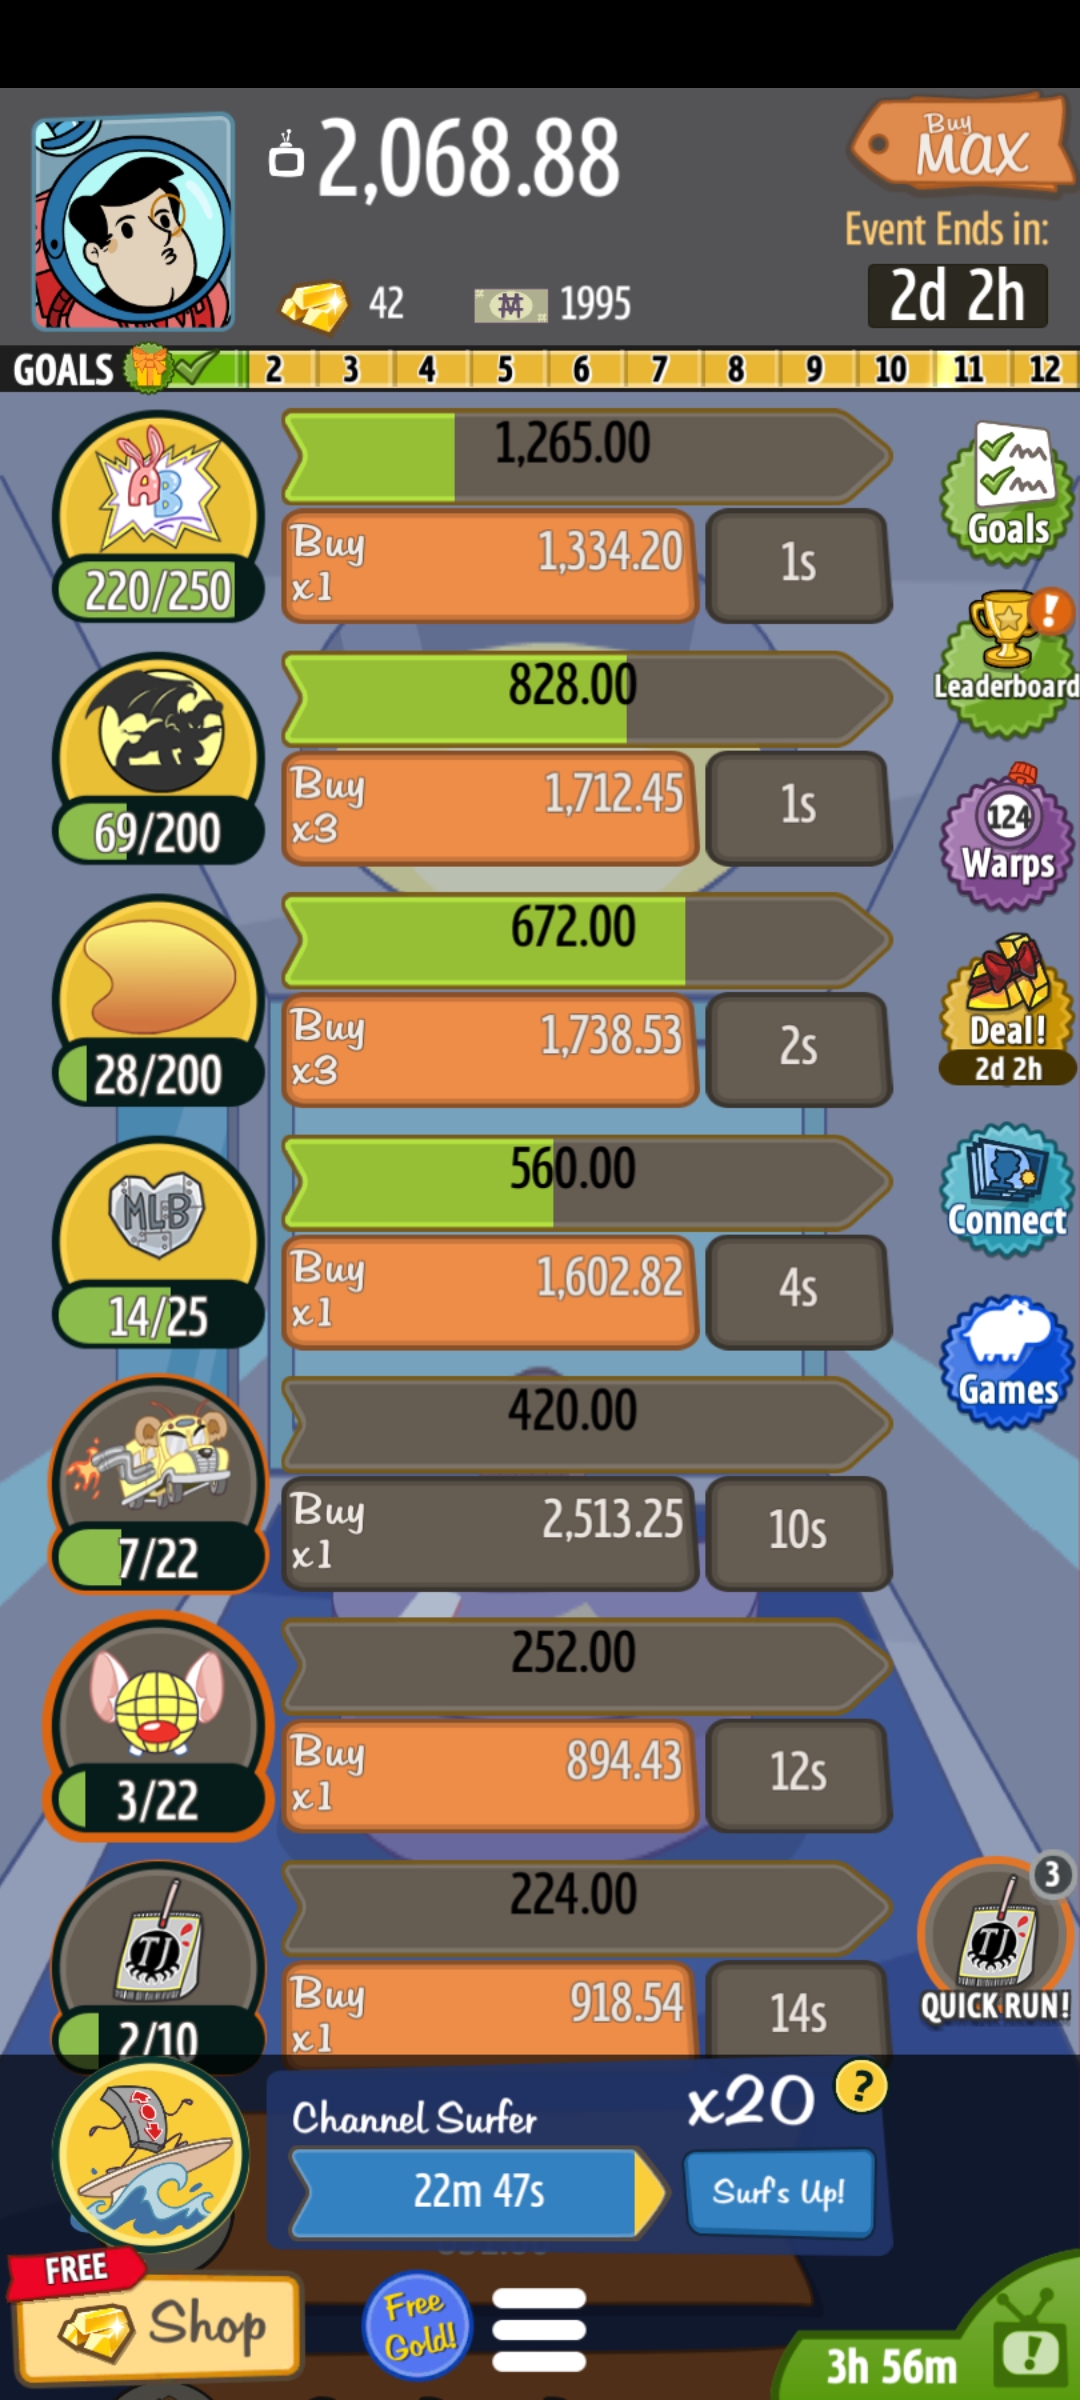 2,068.88
Buy
MAX
Event Ends in:
42
1995
2d 2h
GOALS 2 3 4 5 6 7 8 9 10 11 12
AB
1,265.00
220/250
Buy
x1
1,334.20
1s
Goals
828.00
69/200
Buy
x3
1,712.45
1s
Leaderboard
!
672.00
28/200
Buy
x3
1,738.53
2s
124
Warps
Deal!
2d 2h
MLB
560.00
14/25
Buy
x1
1,602.82
4s
Connect
Games
420.00
7/22
Buy
x1
2,513.25
10s
252.00
3/22
Buy
x1
894.43
12s
TJ
224.00
2/10
Buy
x1
918.54
14s
3
TJ
QUICK RUN!
Channel Surfer
x20
?
22m 47s
Surf's Up!
FREE
Shop
Free
Gold!
3h 56m
!